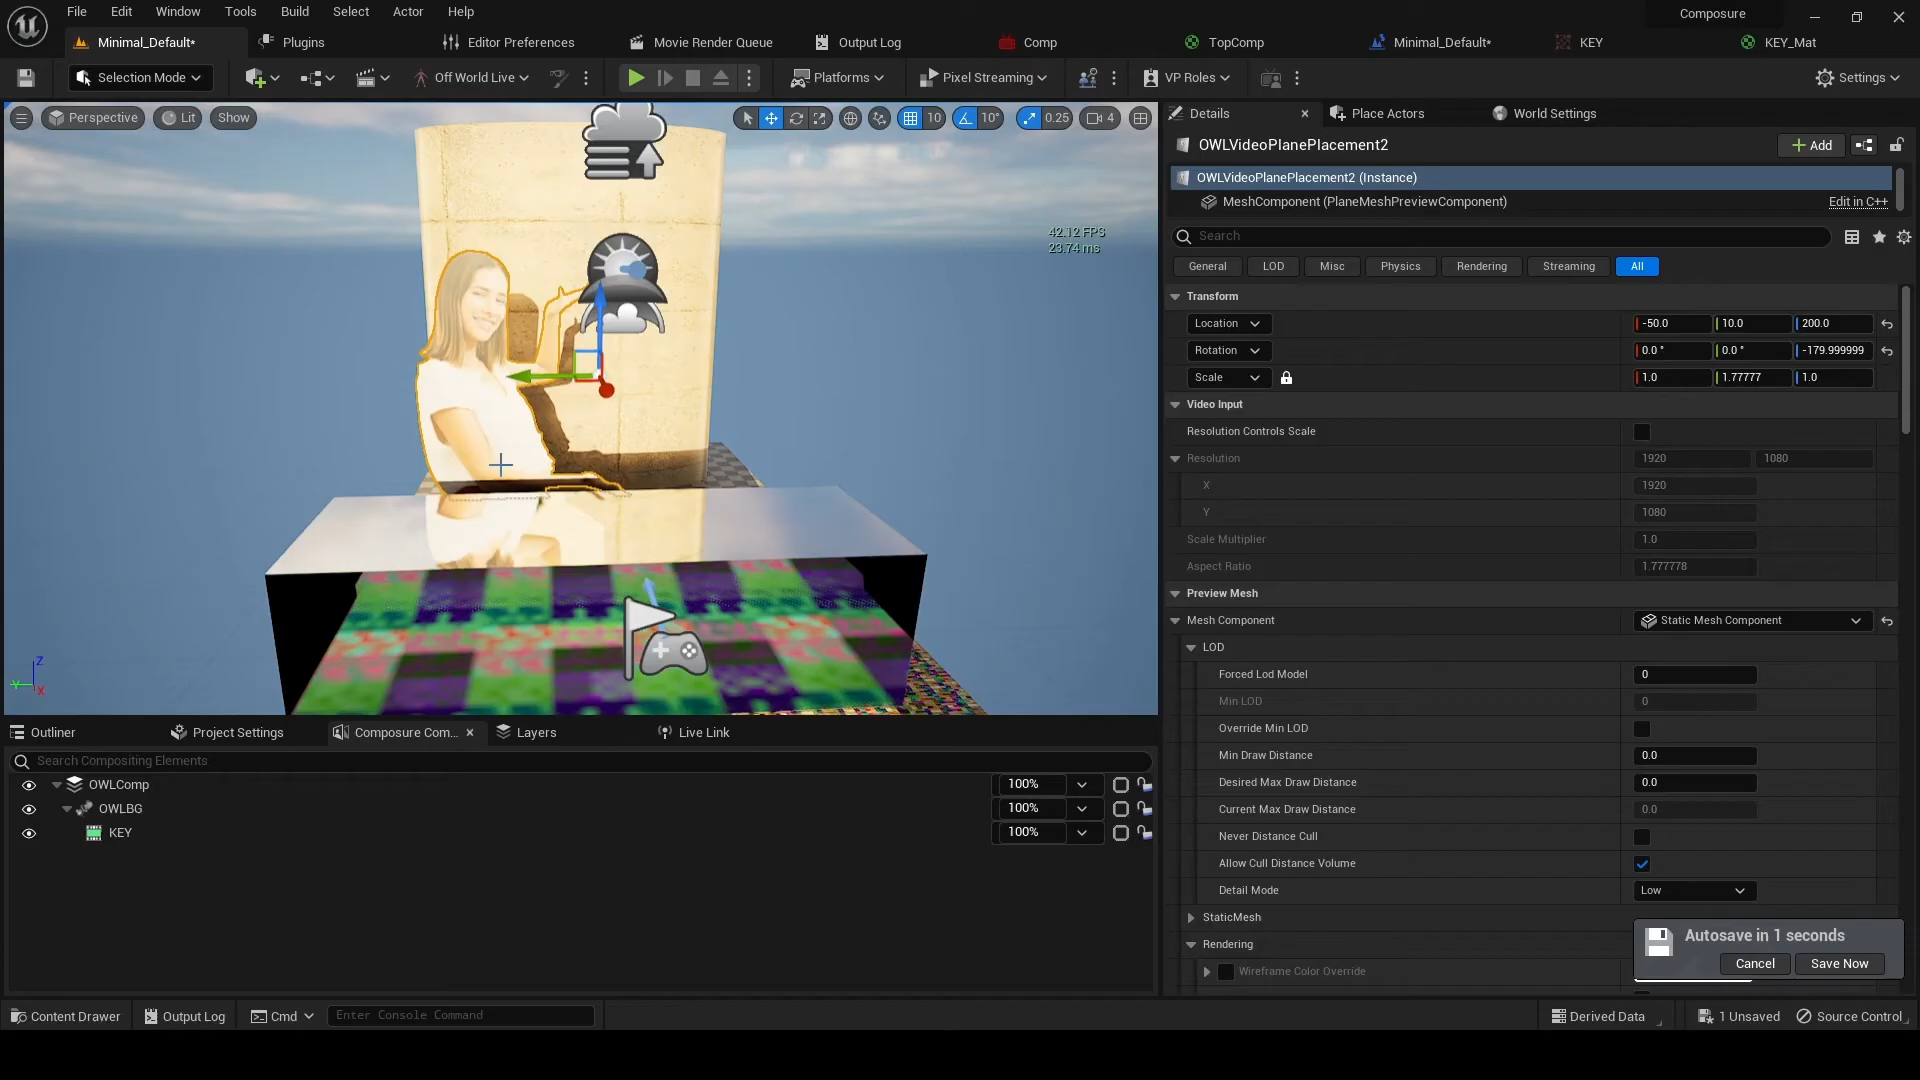 File Edit Window Tools Build Select Actor Help
Composure
Minimal_Default*
Plugins
Editor Preferences
Movie Render Queue
Output Log
Comp
TopComp
Minimal_Default*
KEY
KEY_Mat
Selection Mode
Off World Live
Platforms
Pixel Streaming
VP Roles
Settings
Perspective
Lit
Show
10
10°
0.25
4
42.12 FPS
23.74 ms
Z
Y
X
Details
Place Actors
World Settings
OWLVideoPlanePlacement2
Add
OWLVideoPlanePlacement2 (Instance)
MeshComponent (PlaneMeshPreviewComponent)
Edit in C++
Search
General
LOD
Misc
Physics
Rendering
Streaming
All
Transform
Location -50.0 10.0 200.0
Rotation 0.0 ° 0.0 ° -179.999999
Scale 1.0 1.77777 1.0
Video Input
Resolution Controls Scale
Resolution 1920 1080
X 1920
Y 1080
Scale Multiplier 1.0
Aspect Ratio 1.777778
Preview Mesh
Mesh Component Static Mesh Component
LOD
Forced Lod Model 0
Min LOD 0
Override Min LOD
Min Draw Distance 0.0
Desired Max Draw Distance 0.0
Current Max Draw Distance 0.0
Never Distance Cull
Allow Cull Distance Volume
Detail Mode Low
StaticMesh
Rendering
Wireframe Color Override
Autosave in 1 seconds
Cancel
Save Now
Outliner
Project Settings
Composure Com...
Layers
Live Link
Search Compositing Elements
OWLComp 100%
OWLBG 100%
KEY 100%
Content Drawer
Output Log
Cmd
Enter Console Command
Derived Data
1 Unsaved
Source Control